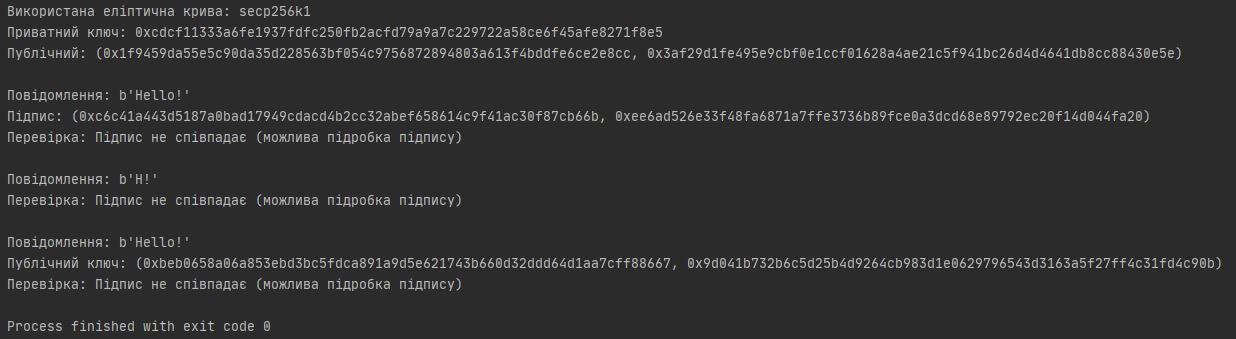 Використана еліптична крива: secp256k1
Приватний ключ: 0xcdcf11333a6fe1937fdfc250fb2acfd79a9a7c229722a58ce6f45afe8271f8e5
Публічний: (0x1f9459da55e5c90da35d228563bf054c9756872894803a613f4bddfe6ce2e8cc, 0x3af29d1fe495e9cbf0e1ccf01628a4ae21c5f941bc26d4d4641db8cc88430e5e)
Повідомлення: b'Hello!'
Підпис: (0xc6c41a443d5187a0bad17949cdacd4b2cc32abef658614c9f41ac30f87cb66b, 0xee6ad526e33f48fa6871a7ffe3736b89fce0a3dcd68e89792ec20f14d044fa20)
Перевірка: Підпис не співпадає (можлива підробка підпису)
Повідомлення: b'H!'
Перевірка: Підпис не співпадає (можлива підробка підпису)
Повідомлення: b'Hello!'
Публічний ключ: (0xbeb0658a06a853ebd3bc5fdca891a9d5e621743b660d32ddd64d1aa7cff88667, 0x9d041b732b6c5d25b4d9264cb983d1e0629796543d3163a5f27ff4c31fd4c90b)
Перевірка: Підпис не співпадає (можлива підробка підпису)
Process finished with exit code 0